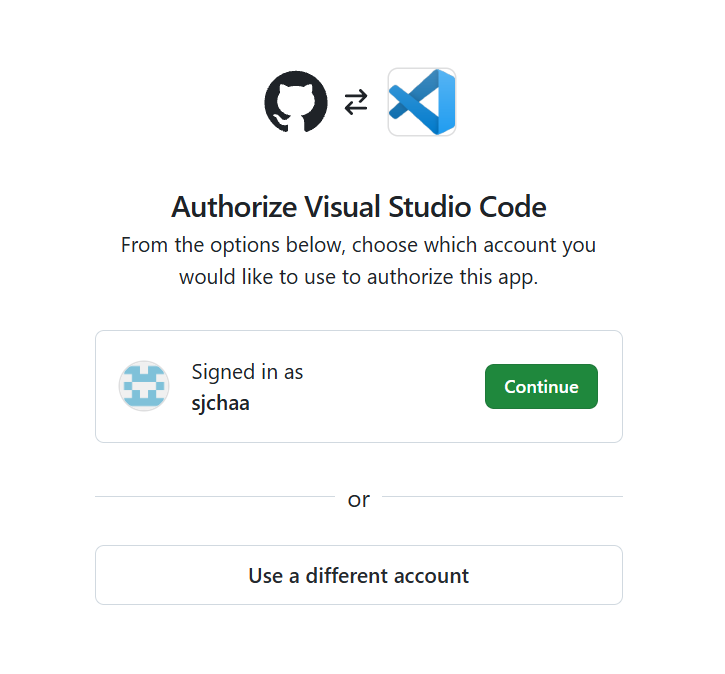 Authorize Visual Studio Code
From the options below, choose which account you
would like to use to authorize this app.
Signed in as
sjchaa
Continue
or
Use a different account